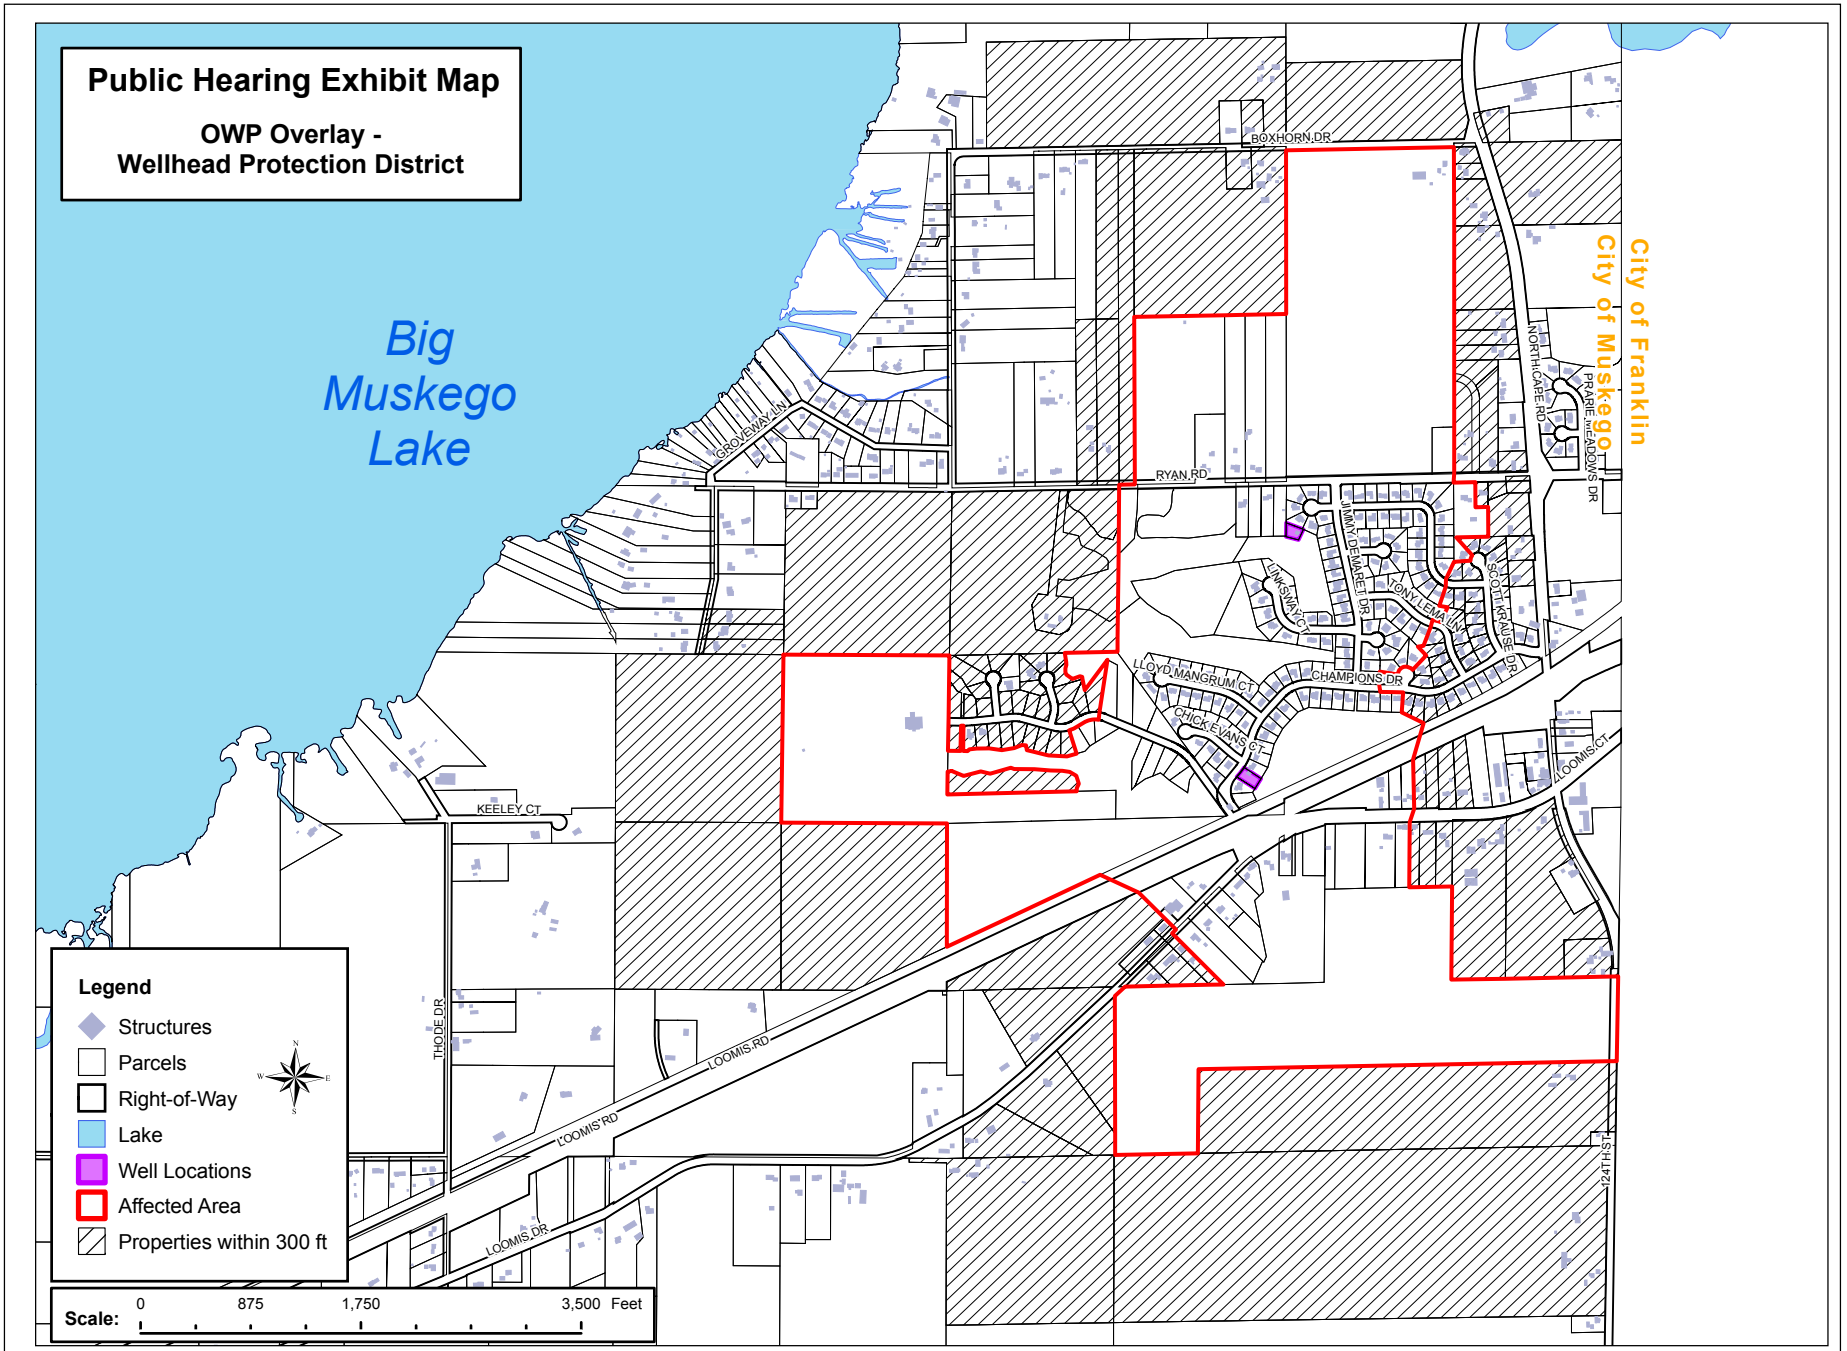 Public Hearing Exhibit Map
OWP Overlay -
Wellhead Protection District
Big
Muskego
Lake
BOXHORN DR
City of Franklin
City of Muskego
NORTH CAPE RD
PRARIE MEADOWS DR
GROVEWAY LN
RYAN RD
JIMMY DEMARET DR
LINKSWAY CT
TONY LEMA LN
SCOTT KRAUSE DR
LLOYD MANGRUM CT
CHAMPIONS DR
CHICK EVANS CT
LOOMIS CT
KEELEY CT
THODE DR
LOOMIS RD
LOOMIS RD
LOOMIS DR
124TH ST
Legend
Structures
Parcels
Right-of-Way
Lake
Well Locations
Affected Area
Properties within 300 ft
N
W
E
S
Scale:
0 875 1,750 3,500 Feet